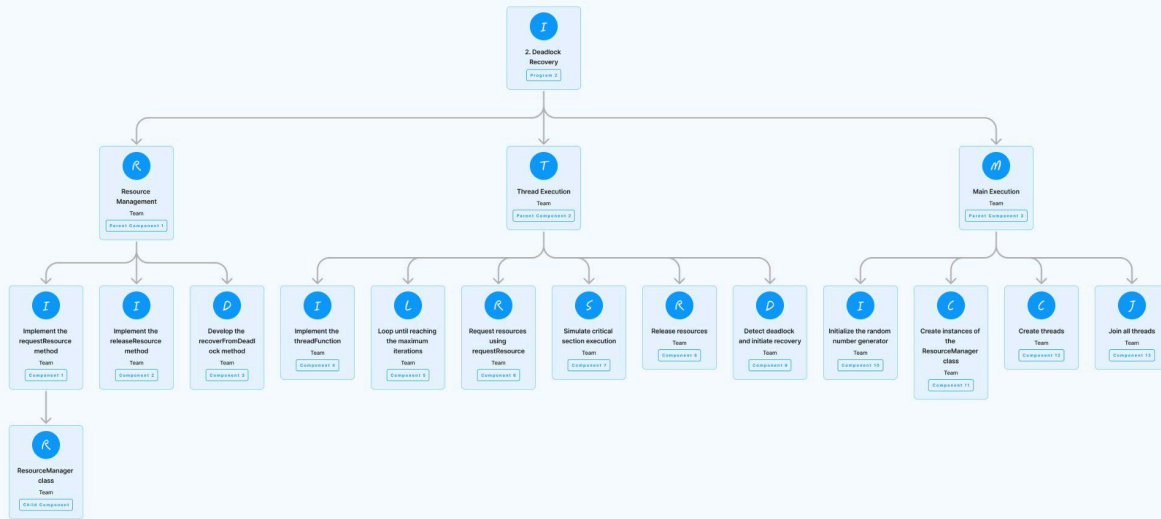 I
2. Deadlock
Recovery
Program 2
R
Resource
Management
Team
Parent Component 1
T
Thread Execution
Team
Parent Component 2
M
Main Execution
Team
Parent Component 3
I
Implement the
requestResource
method
Team
Component 1
I
Implement the
releaseResource
method
Team
Component 2
D
Develop the
recoverFromDeadl
ock method
Team
Component 3
I
Implement the
threadFunction
Team
Component 4
L
Loop until reaching
the maximum
iterations
Team
Component 5
R
Request resources
using
requestResource
Team
Component 6
S
Simulate critical
section execution
Team
Component 7
R
Release resources
Team
Component 8
D
Detect deadlock
and initiate recovery
Team
Component 9
I
Initialize the random
number generator
Team
Component 10
C
Create instances of
the
ResourceManager
class
Team
Component 11
C
Create threads
Team
Component 12
J
Join all threads
Team
Component 13
R
ResourceManager
class
Team
Child Component